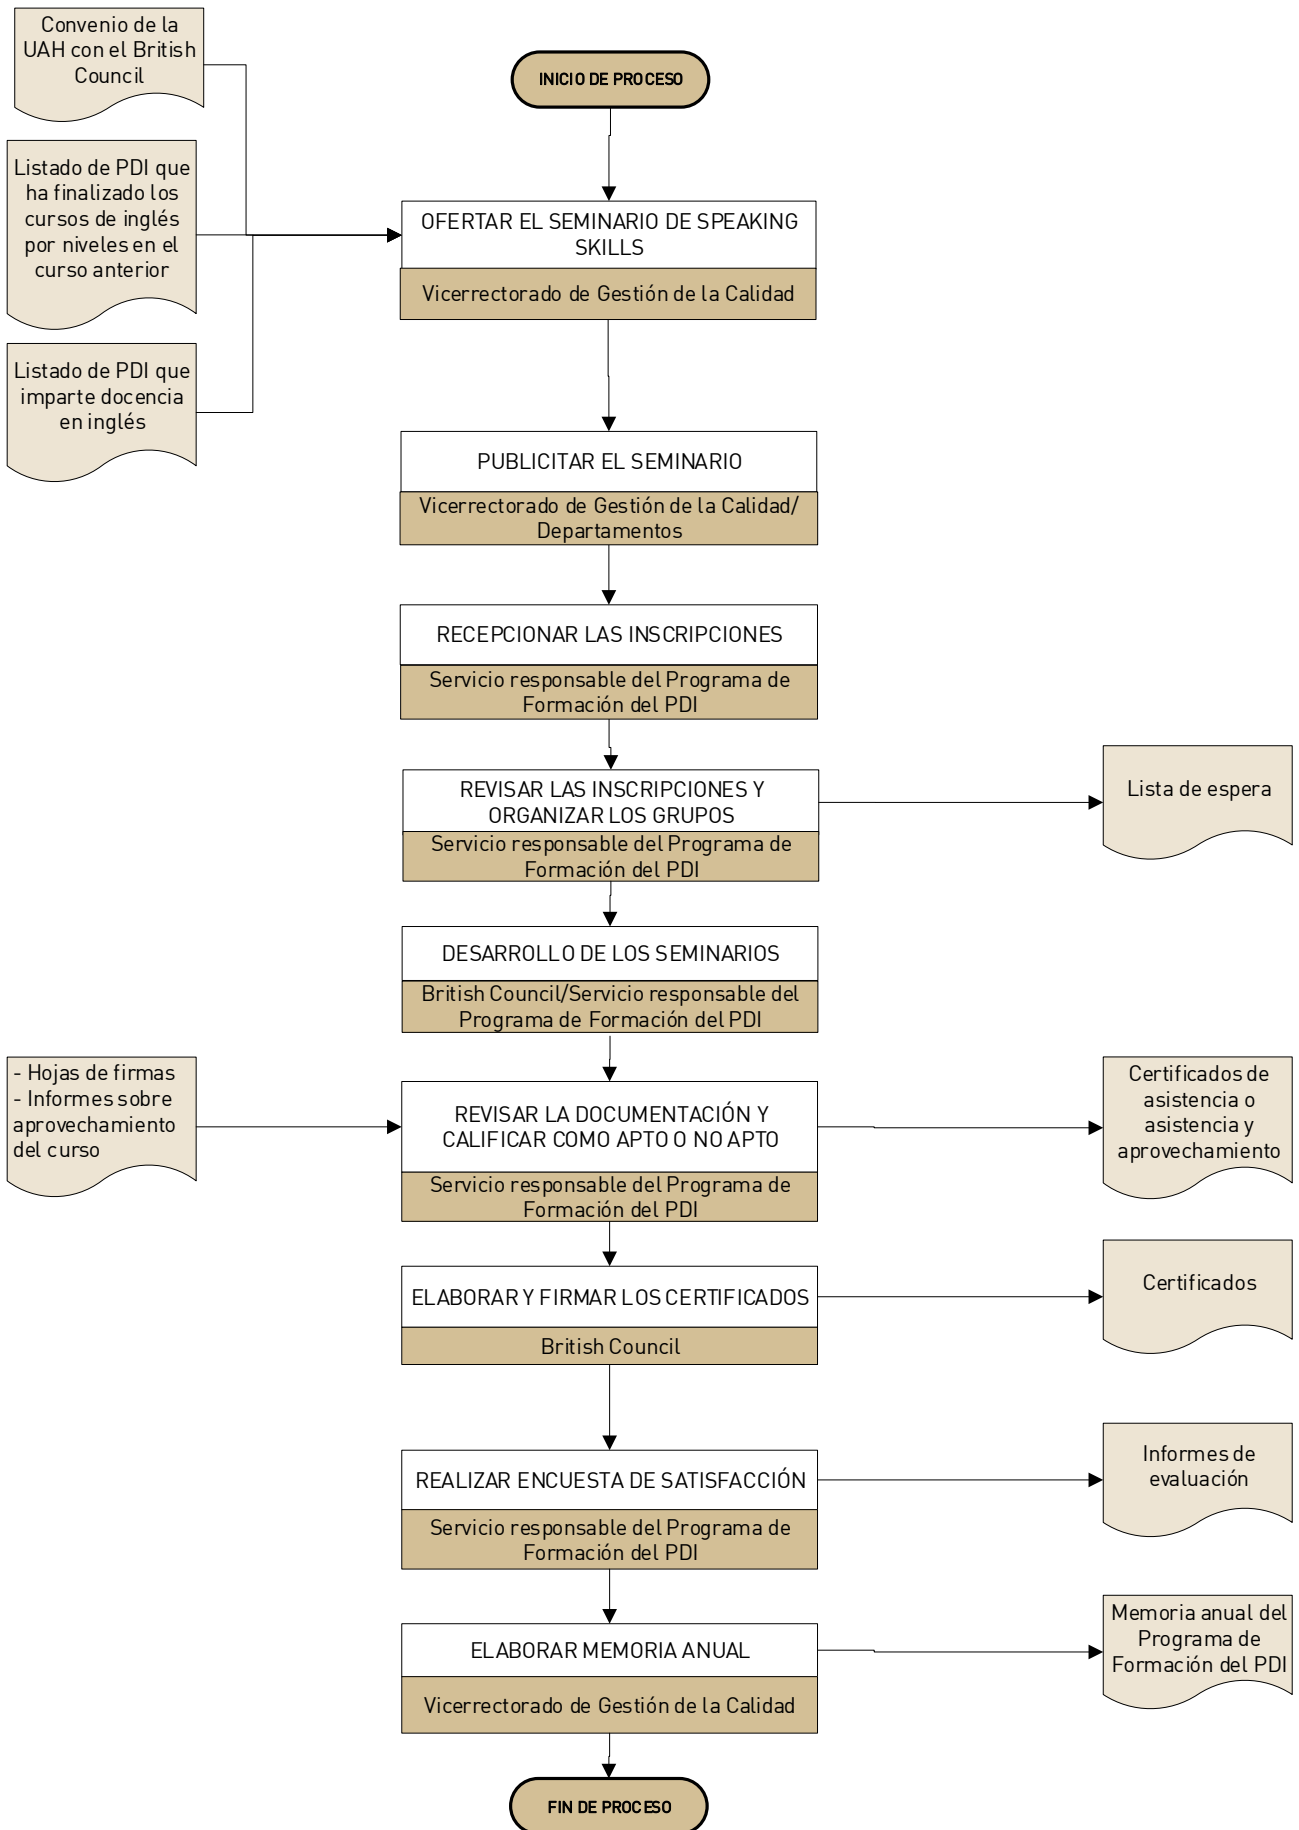 Convenio de la
UAH con el British
Council
INICIO DE PROCESO
Listado de PDI que
ha finalizado los
cursos de inglés
por niveles en el
curso anterior
OFERTAR EL SEMINARIO DE SPEAKING
SKILLS
Vicerrectorado de Gestión de la Calidad
Listado de PDI que
imparte docencia
en inglés
PUBLICITAR EL SEMINARIO
Vicerrectorado de Gestión de la Calidad/
Departamentos
RECEPCIONAR LAS INSCRIPCIONES
Servicio responsable del Programa de
Formación del PDI
REVISAR LAS INSCRIPCIONES Y
ORGANIZAR LOS GRUPOS
Servicio responsable del Programa de
Formación del PDI
Lista de espera
DESARROLLO DE LOS SEMINARIOS
British Council/Servicio responsable del
Programa de Formación del PDI
- Hojas de firmas
- Informes sobre
aprovechamiento
del curso
REVISAR LA DOCUMENTACIÓN Y
CALIFICAR COMO APTO O NO APTO
Servicio responsable del Programa de
Formación del PDI
Certificados de
asistencia o
asistencia y
aprovechamiento
ELABORAR Y FIRMAR LOS CERTIFICADOS
British Council
Certificados
REALIZAR ENCUESTA DE SATISFACCIÓN
Servicio responsable del Programa de
Formación del PDI
Informes de
evaluación
ELABORAR MEMORIA ANUAL
Vicerrectorado de Gestión de la Calidad
Memoria anual del
Programa de
Formación del PDI
FIN DE PROCESO